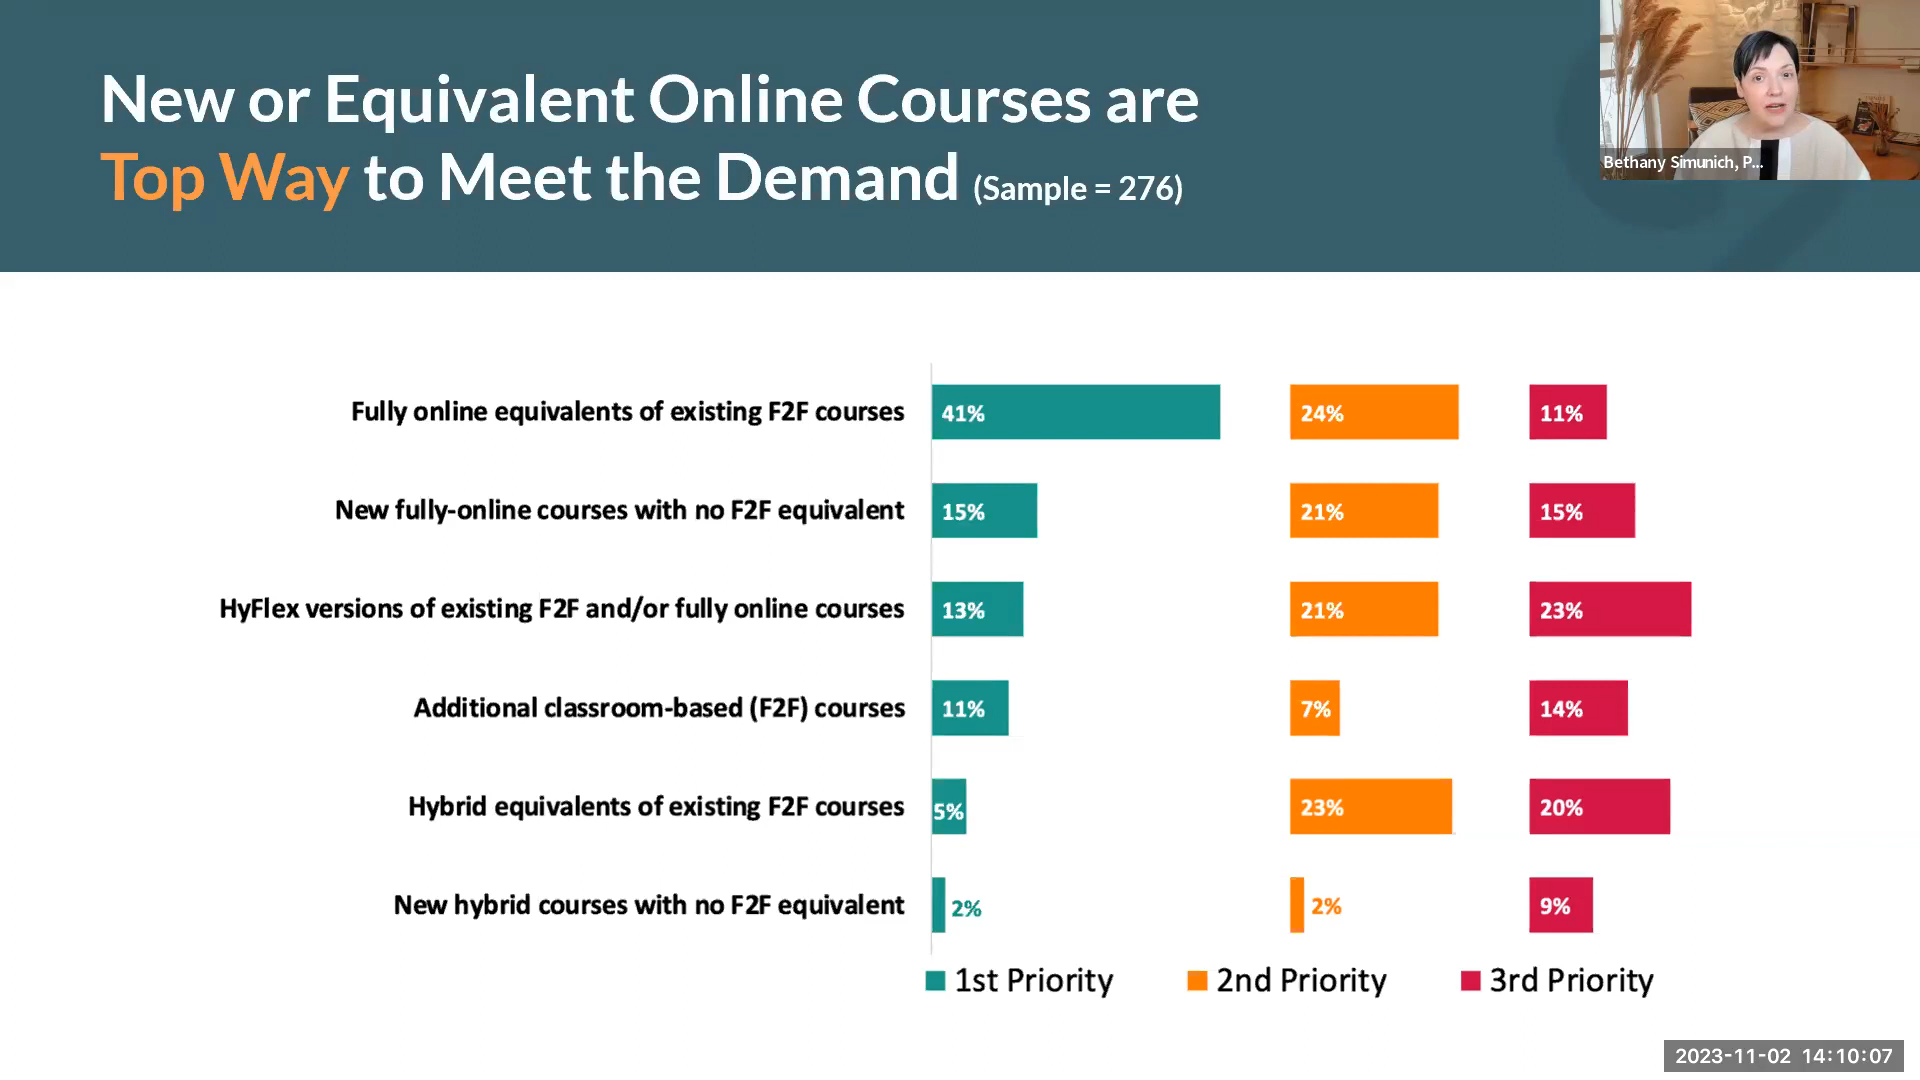 New or Equivalent Online Courses are
Top Way to Meet the Demand (Sample = 276)
Bethany Simunich, P...
Fully online equivalents of existing F2F courses 41% 24% 11%
New fully-online courses with no F2F equivalent 15% 21% 15%
HyFlex versions of existing F2F and/or fully online courses 13% 21% 23%
Additional classroom-based (F2F) courses 11% 7% 14%
Hybrid equivalents of existing F2F courses 5% 23% 20%
New hybrid courses with no F2F equivalent 2% 2% 9%
1st Priority 2nd Priority 3rd Priority
2023-11-02 14:10:07